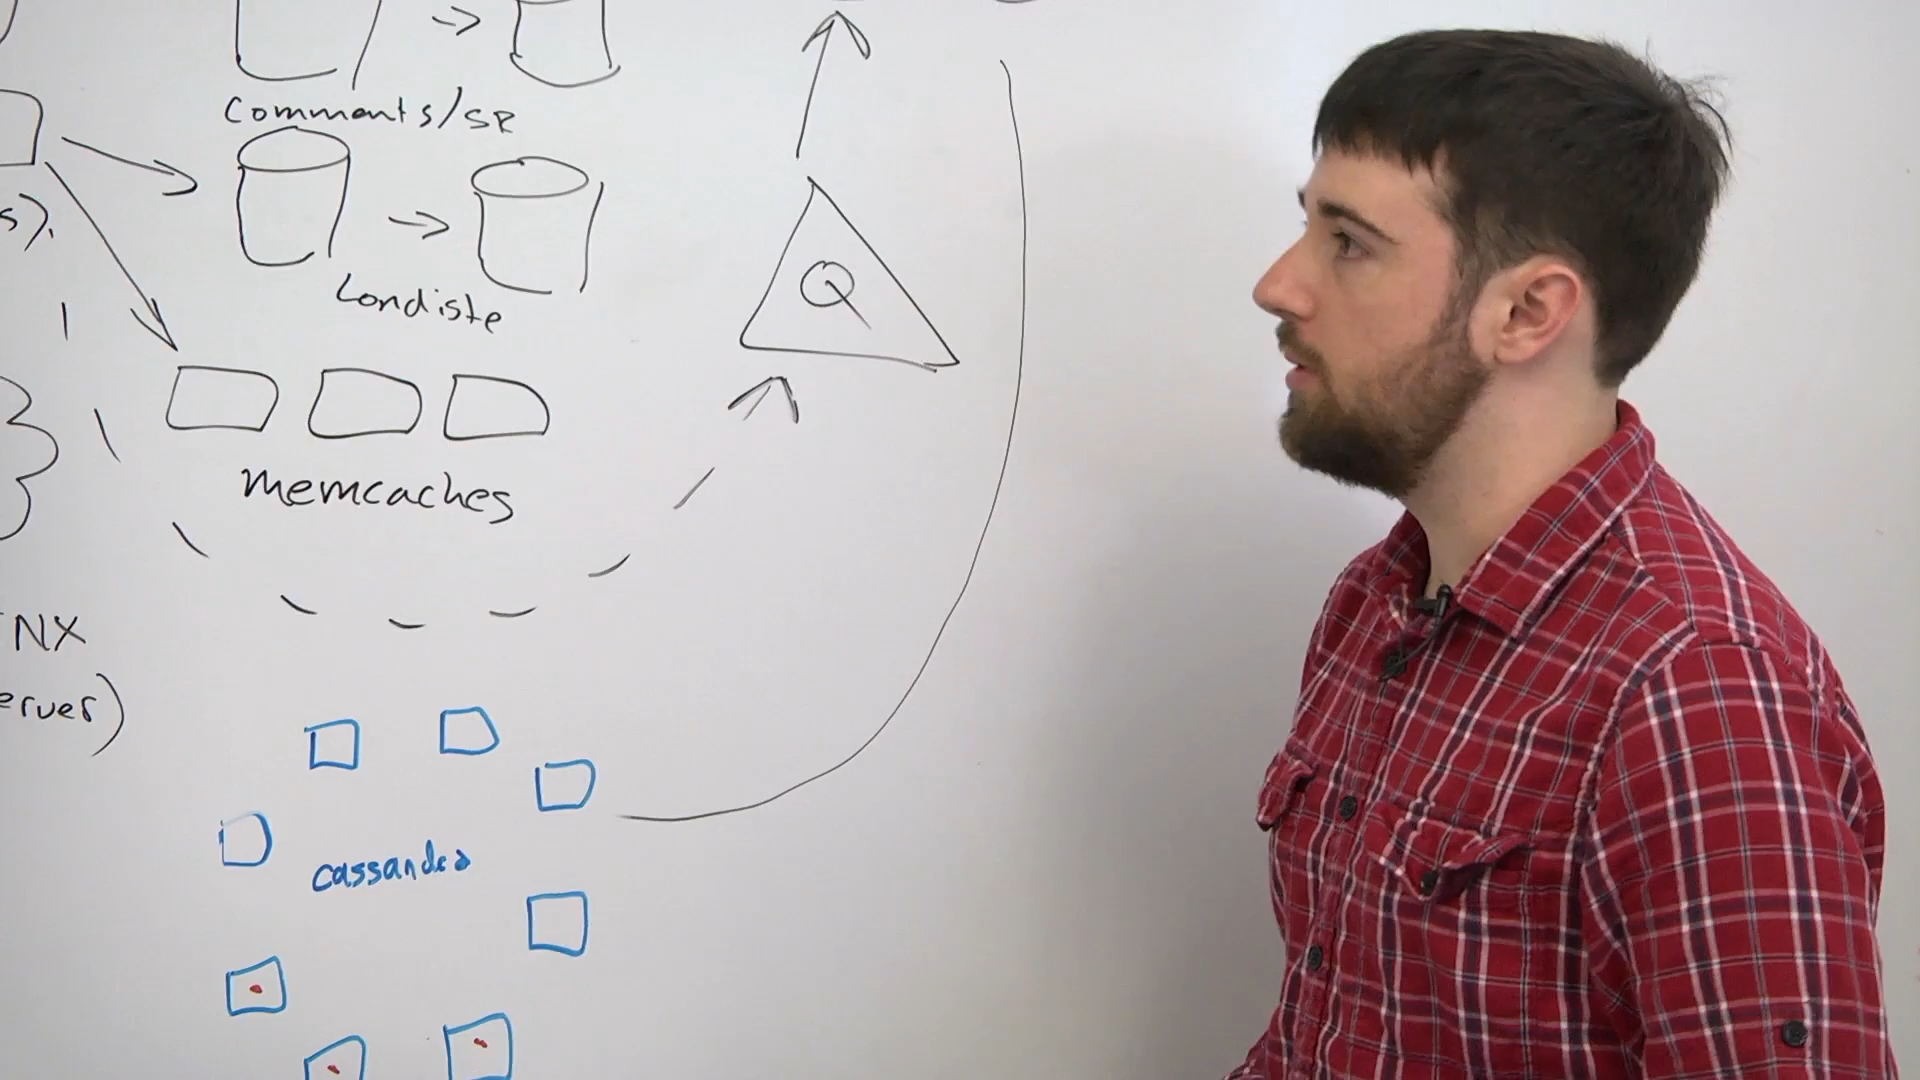 Comments/SR
s).
Londiste
Q
memcaches
NX
erver)
cassandra